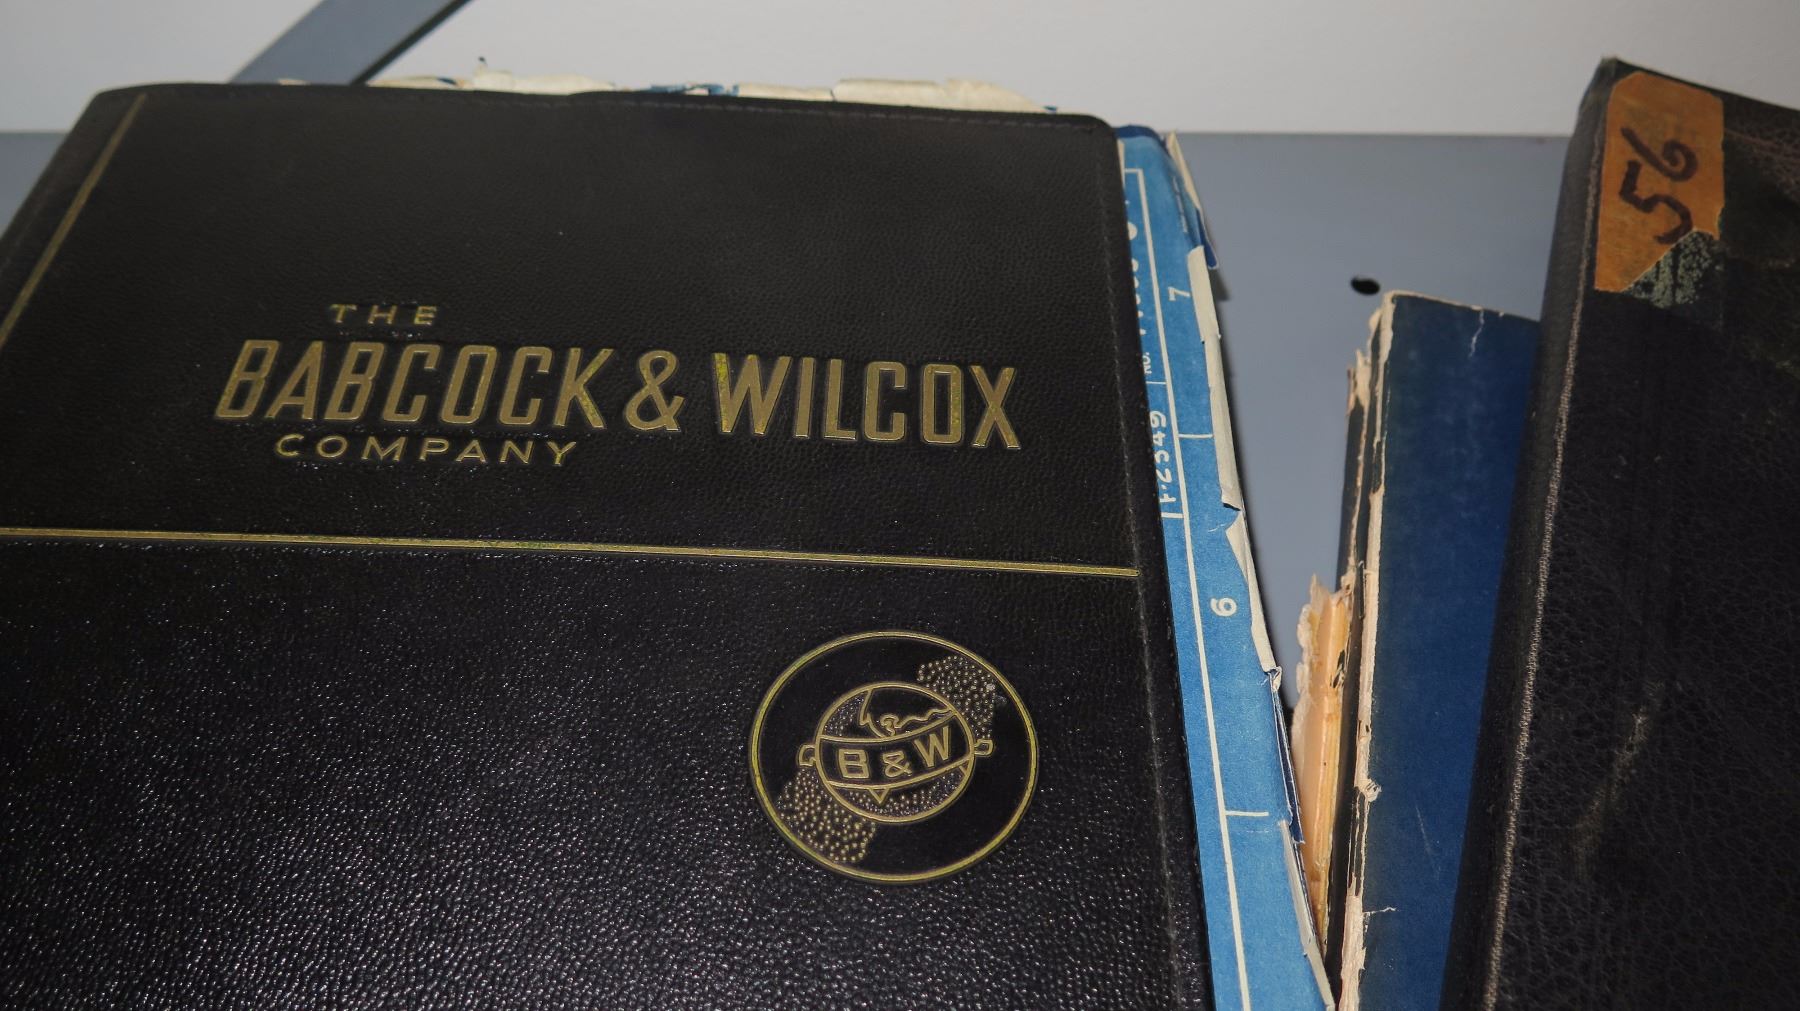 THE
BABCOCK & WILCOX
COMPANY
B & W
7
6
56